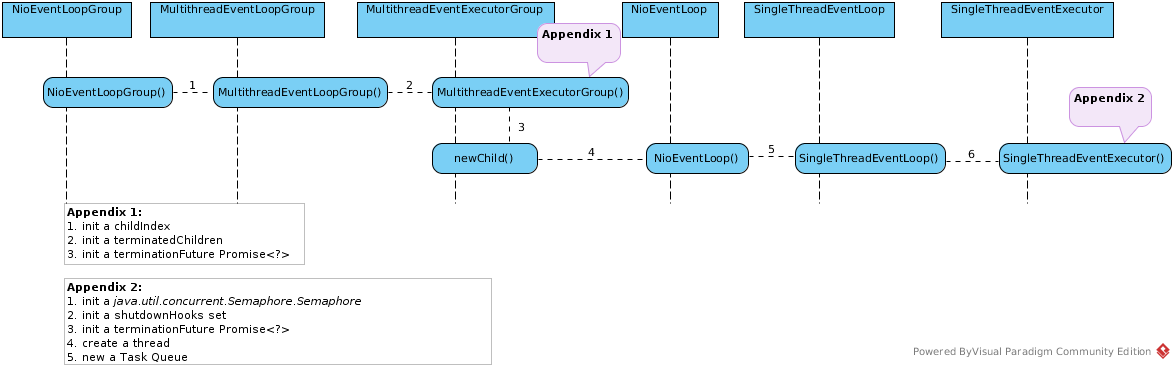 NioEventLoopGroup
MultithreadEventLoopGroup
MultithreadEventExecutorGroup
NioEventLoop
SingleThreadEventLoop
SingleThreadEventExecutor
Appendix 1
NioEventLoopGroup()
1
MultithreadEventLoopGroup()
2
MultithreadEventExecutorGroup()
Appendix 2
3
newChild()
4
NioEventLoop()
5
SingleThreadEventLoop()
6
SingleThreadEventExecutor()
Appendix 1:
1. init a childIndex
2. init a terminatedChildren
3. init a terminationFuture Promise<?>
Appendix 2:
1. init a java.util.concurrent.Semaphore.Semaphore
2. init a shutdownHooks set
3. init a terminationFuture Promise<?>
4. create a thread
5. new a Task Queue
Powered ByVisual Paradigm Community Edition